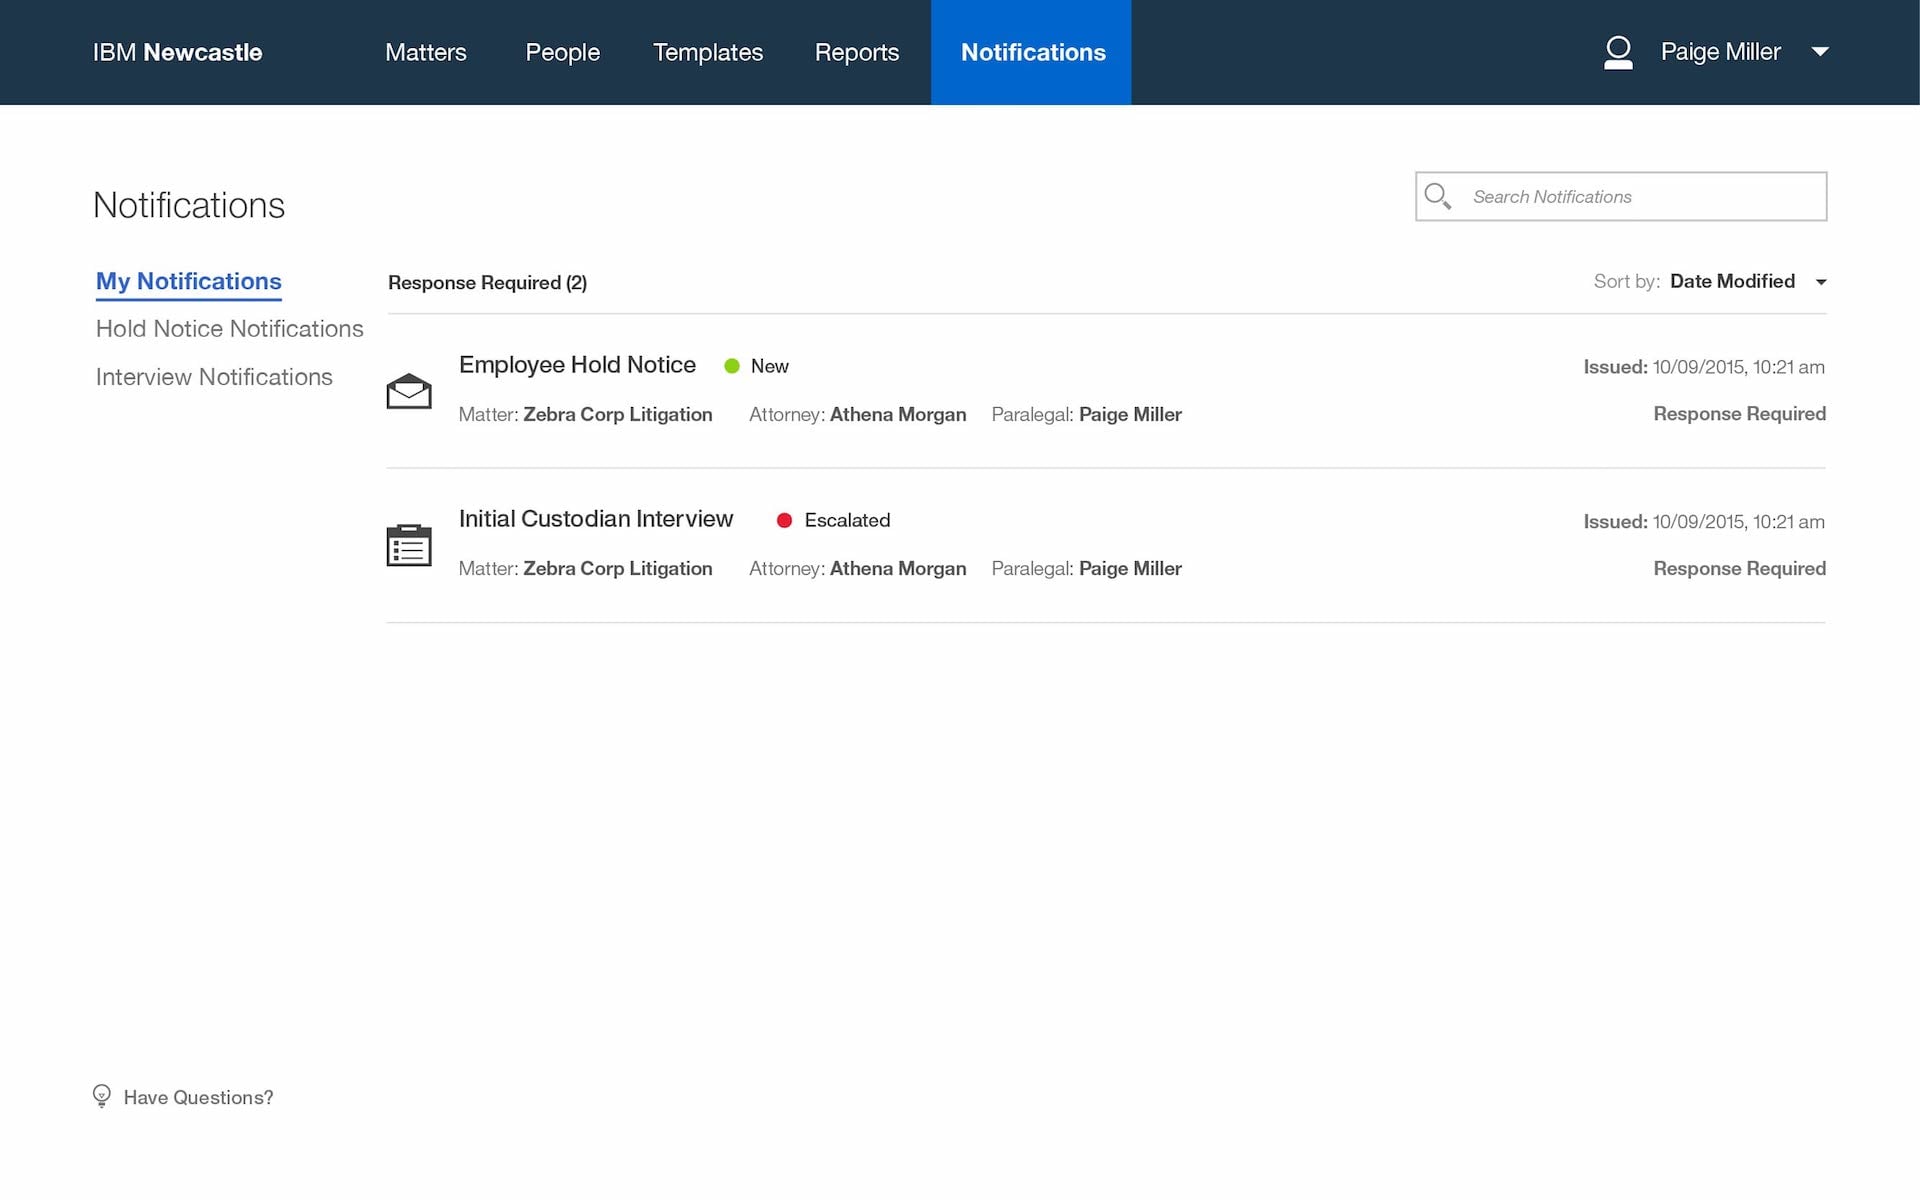 IBM Newcastle Matters People Templates Reports Notifications Paige Miller
Notifications
Search Notifications
My Notifications
Hold Notice Notifications
Interview Notifications
Response Required (2)
Sort by: Date Modified
Employee Hold Notice New
Issued: 10/09/2015, 10:21 am
Matter: Zebra Corp Litigation Attorney: Athena Morgan Paralegal: Paige Miller
Response Required
Initial Custodian Interview Escalated
Issued: 10/09/2015, 10:21 am
Matter: Zebra Corp Litigation Attorney: Athena Morgan Paralegal: Paige Miller
Response Required
Have Questions?